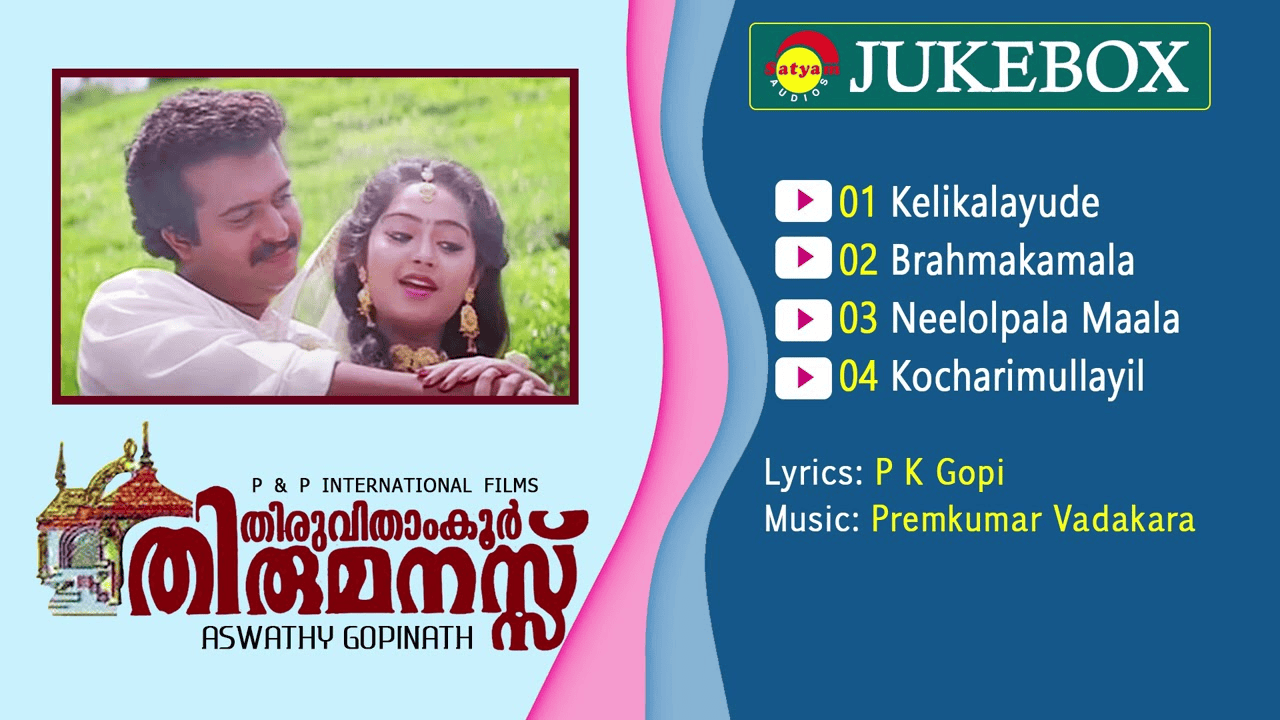 Satyam
AUDIOS
JUKEBOX
01 Kelikalayude
02 Brahmakamala
03 Neelolpala Maala
04 Kocharimullayil
Lyrics: P K Gopi
Music: Premkumar Vadakara
P & P INTERNATIONAL FILMS
തിരുവിതാംകൂർ
തിരുമനസ്സ്
ASWATHY GOPINATH